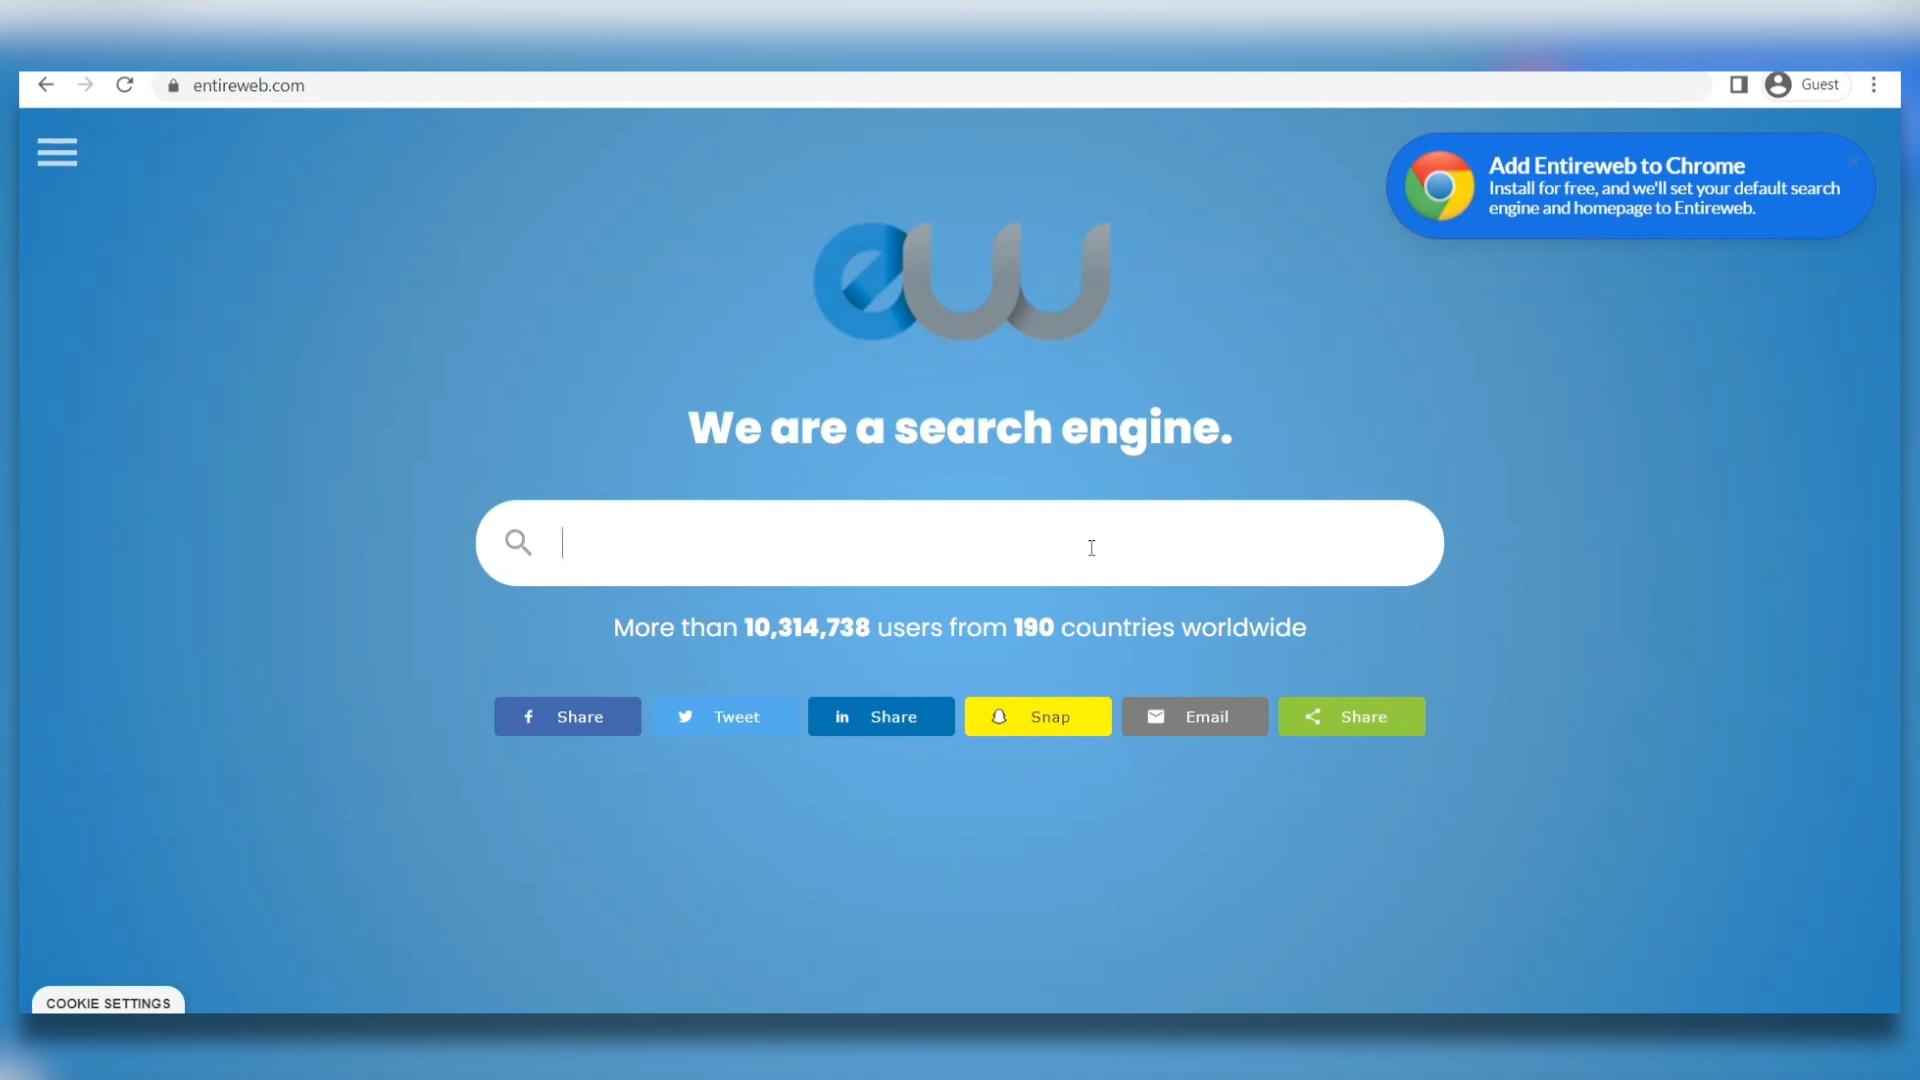 entireweb.com
Guest
Add Entireweb to Chrome
Install for free, and we'll set your default search
engine and homepage to Entireweb.
ew
We are a search engine.
More than 10,314,738 users from 190 countries worldwide
Share
Tweet
Share
Snap
Email
Share
COOKIE SETTINGS